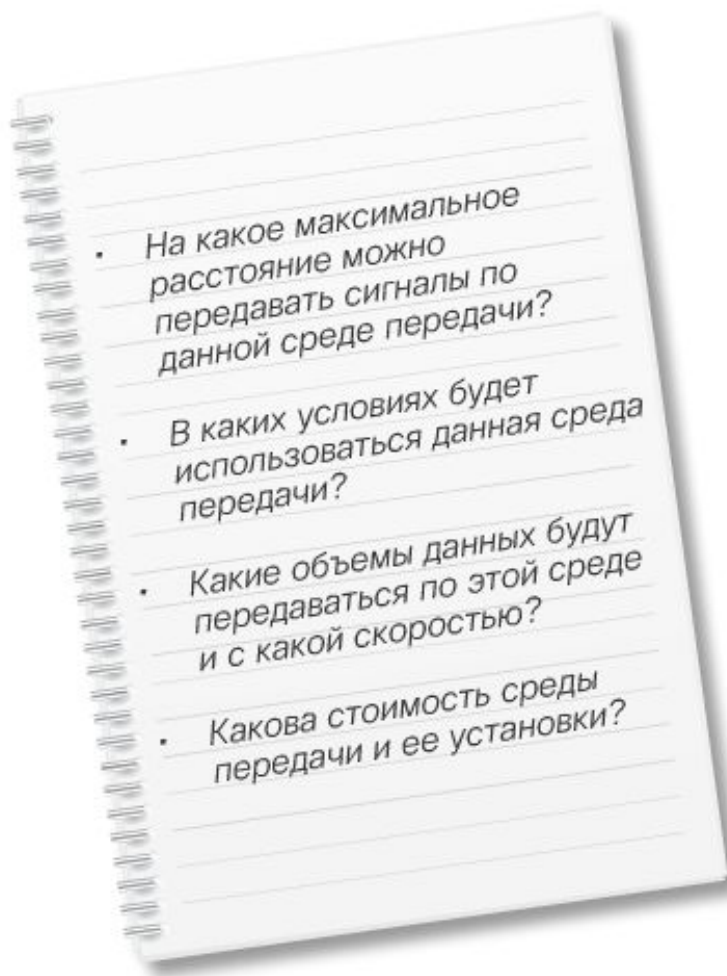 · На какое максимальное
расстояние можно
передавать сигналы по
данной среде передачи?
· В каких условиях будет
использоваться данная среда
передачи?
· Какие объемы данных будут
передаваться по этой среде
и с какой скоростью?
· Какова стоимость среды
передачи и ее установки?